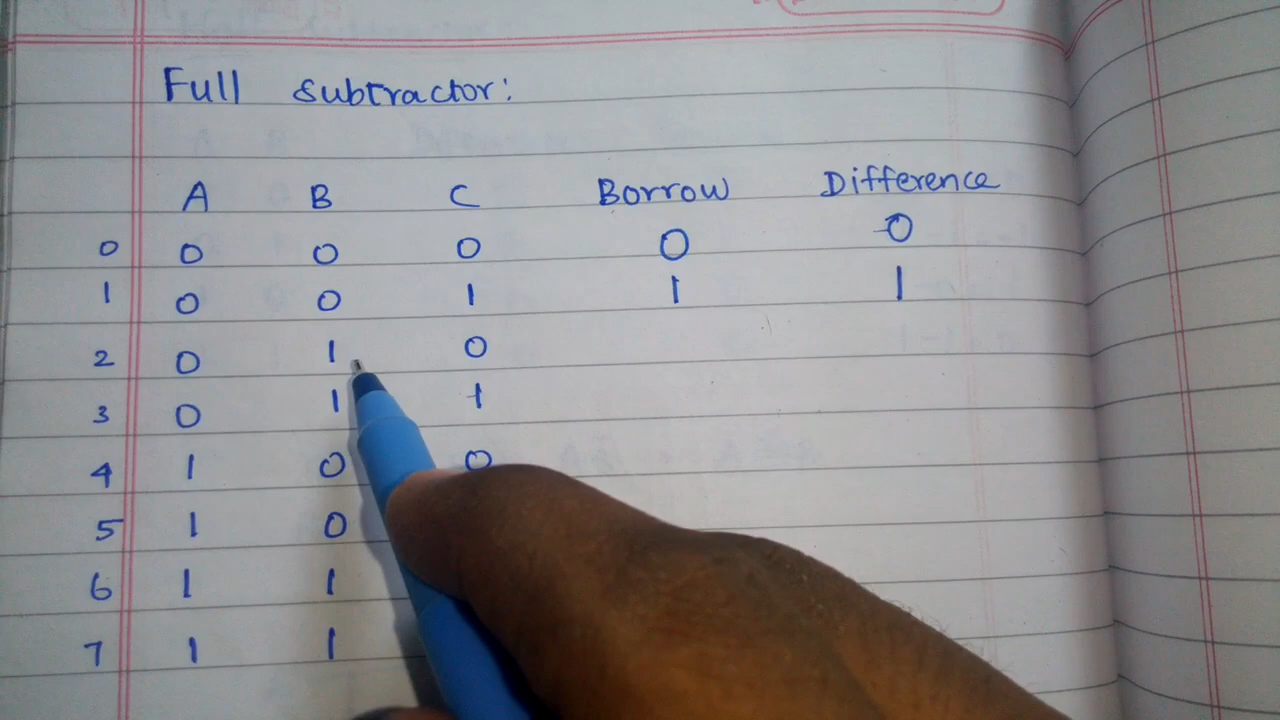 Full Subtractor:
A B C Borrow Difference
0 0 0 0 0 0
1 0 0 1 1 1
2 0 1 0
3 0 1 1
4 1 0 0
5 1 0
6 1 1
7 1 1